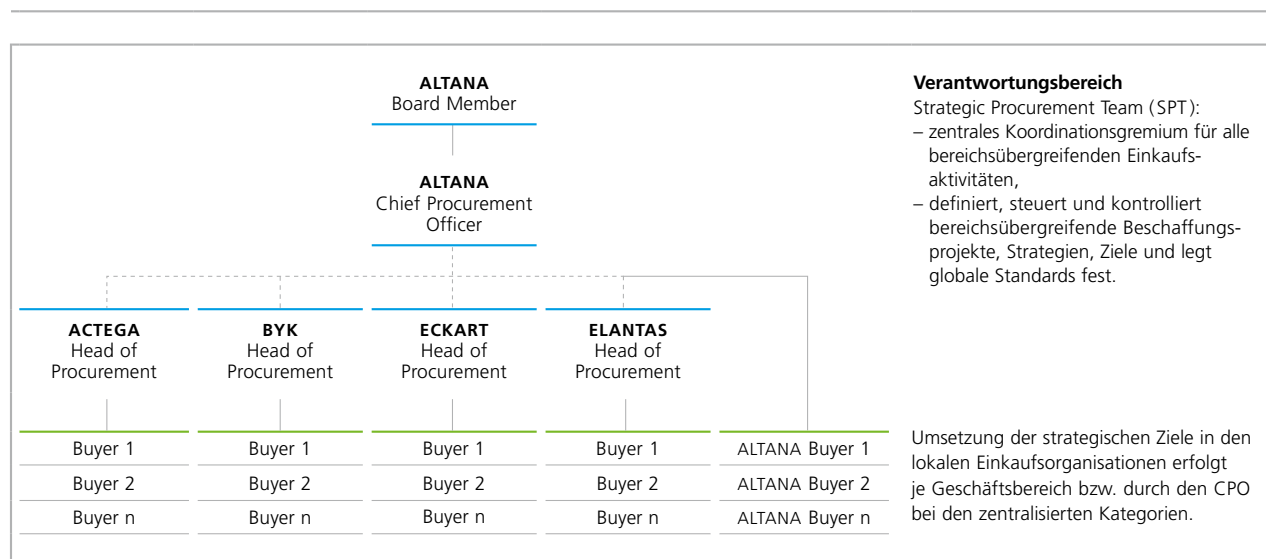 ALTANA
Board Member
ALTANA
Chief Procurement
Officer
ACTEGA
Head of
Procurement
BYK
Head of
Procurement
ECKART
Head of
Procurement
ELANTAS
Head of
Procurement
Buyer 1
Buyer 1
Buyer 1
Buyer 1
ALTANA Buyer 1
Buyer 2
Buyer 2
Buyer 2
Buyer 2
ALTANA Buyer 2
Buyer n
Buyer n
Buyer n
Buyer n
ALTANA Buyer n
Verantwortungsbereich
Strategic Procurement Team (SPT):
– zentrales Koordinationsgremium für alle
bereichsübergreifenden Einkaufs-
aktivitäten,
– definiert, steuert und kontrolliert
bereichsübergreifende Beschaffungs-
projekte, Strategien, Ziele und legt
globale Standards fest.
Umsetzung der strategischen Ziele in den
lokalen Einkaufsorganisationen erfolgt
je Geschäftsbereich bzw. durch den CPO
bei den zentralisierten Kategorien.